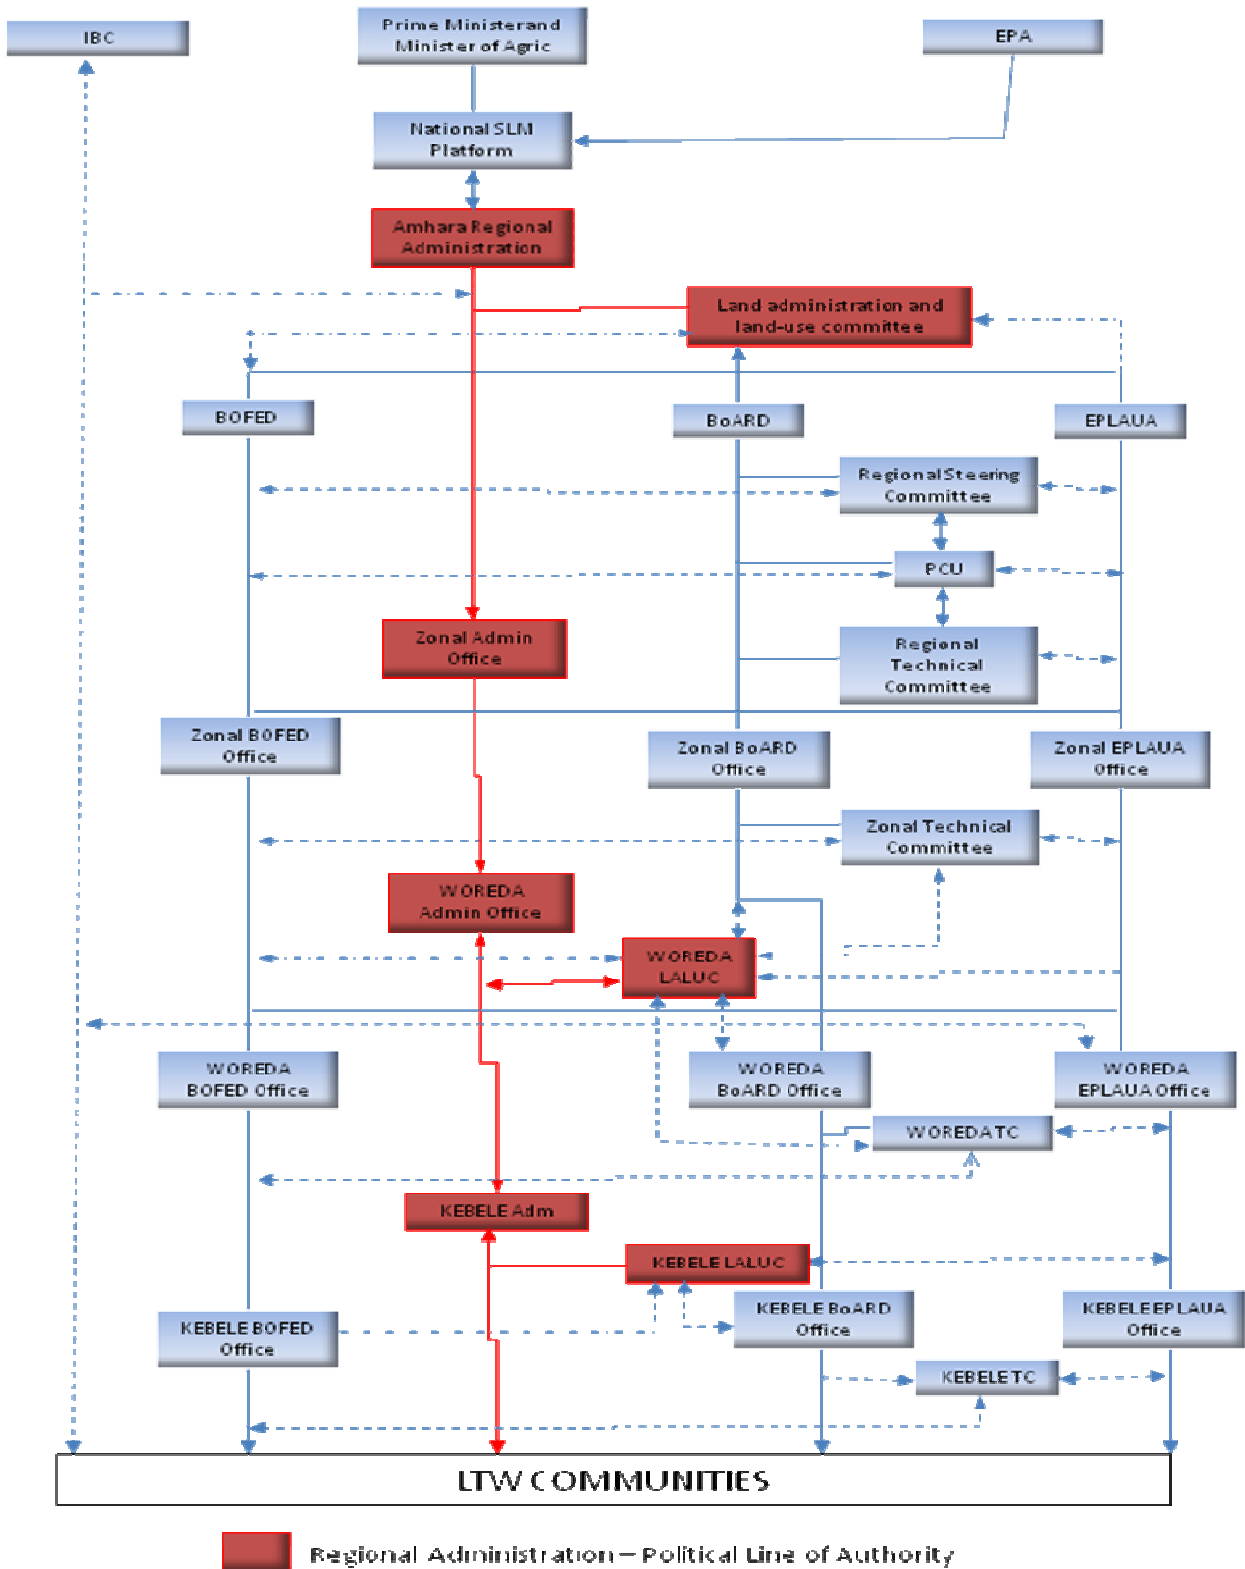 IBC
Prime Ministerand
Minister of Agric
EPA
National SLM
Platform
Amhara Regional
Administration
Land administration and
land-use committee
BOFED
BoARD
EPLAUA
Regional Steering
Committee
PCU
Zonal Admin
Office
Regional
Technical
Committee
Zonal BOFED
Office
Zonal BoARD
Office
Zonal EPLAUA
Office
Zonal Technical
Committee
WOREDA
Admin Office
WOREDA
LALUC
WOREDA
BOFED Office
WOREDA
BoARD Office
WOREDA
EPLAUA Office
WOREDA TC
KEBELE Adm
KEBELE LALUC
KEBELE BOFED
Office
KEBELE BoARD
Office
KEBELE EPLAUA
Office
KEBELE TC
LTW COMMUNITIES
Regional Administration – Political Line of Authority